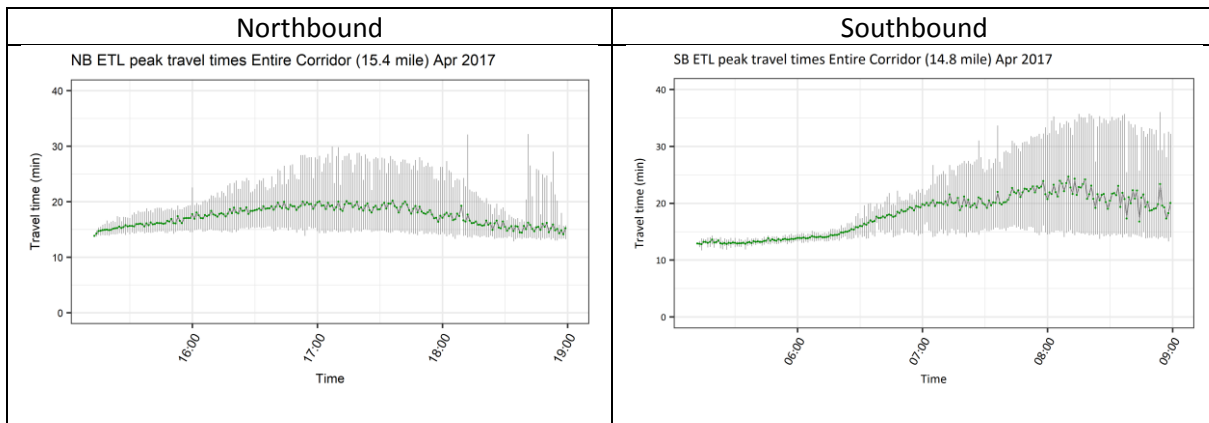 Northbound
Southbound
NB ETL peak travel times Entire Corridor (15.4 mile) Apr 2017
40
30
20
10
0
Travel time (min)
16:00
17:00
18:00
19:00
Time
SB ETL peak travel times Entire Corridor (14.8 mile) Apr 2017
40
30
20
10
0
Travel time (min)
06:00
07:00
08:00
09:00
Time